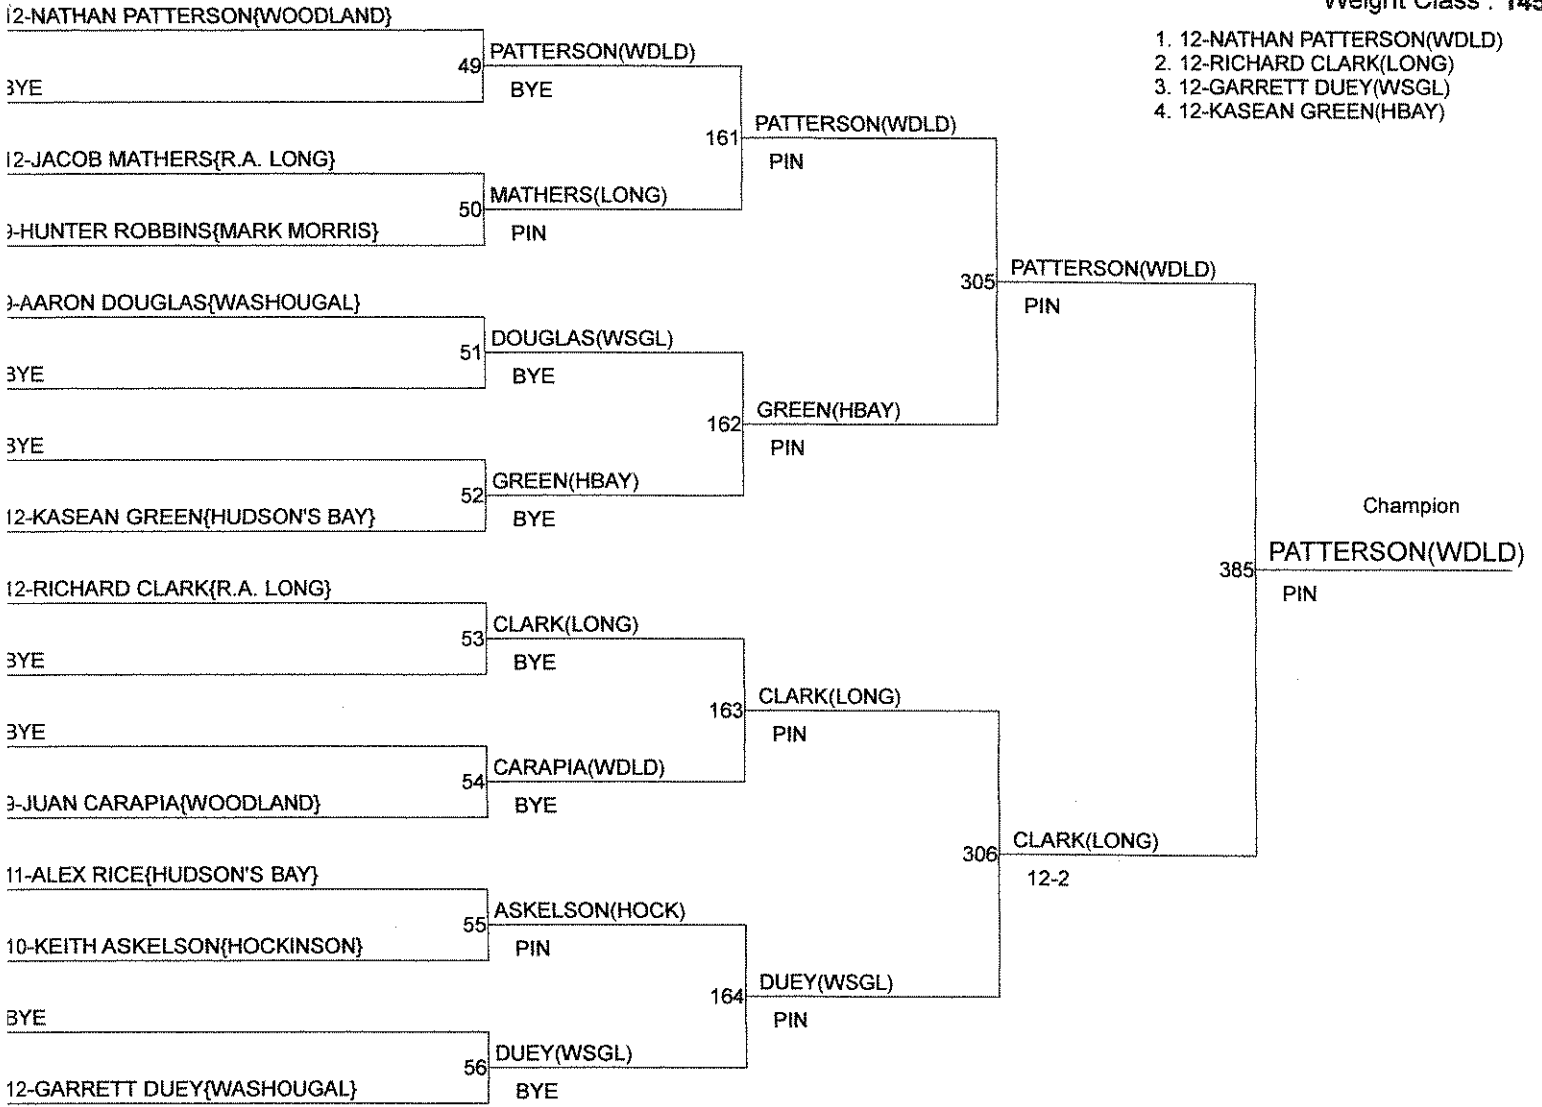 Weight Class : 145
1. 12-NATHAN PATTERSON(WDLD)
2. 12-RICHARD CLARK(LONG)
3. 12-GARRETT DUEY(WSGL)
4. 12-KASEAN GREEN(HBAY)
12-NATHAN PATTERSON{WOODLAND}
49 PATTERSON(WDLD)
BYE
BYE
161 PATTERSON(WDLD)
PIN
12-JACOB MATHERS{R.A. LONG}
50 MATHERS(LONG)
PIN
9-HUNTER ROBBINS{MARK MORRIS}
305 PATTERSON(WDLD)
PIN
9-AARON DOUGLAS{WASHOUGAL}
51 DOUGLAS(WSGL)
BYE
BYE
162 GREEN(HBAY)
PIN
BYE
52 GREEN(HBAY)
BYE
12-KASEAN GREEN{HUDSON'S BAY}
Champion
385 PATTERSON(WDLD)
PIN
12-RICHARD CLARK{R.A. LONG}
53 CLARK(LONG)
BYE
BYE
163 CLARK(LONG)
PIN
BYE
54 CARAPIA(WDLD)
BYE
9-JUAN CARAPIA{WOODLAND}
306 CLARK(LONG)
12-2
11-ALEX RICE{HUDSON'S BAY}
55 ASKELSON(HOCK)
PIN
10-KEITH ASKELSON{HOCKINSON}
164 DUEY(WSGL)
PIN
BYE
56 DUEY(WSGL)
BYE
12-GARRETT DUEY{WASHOUGAL}